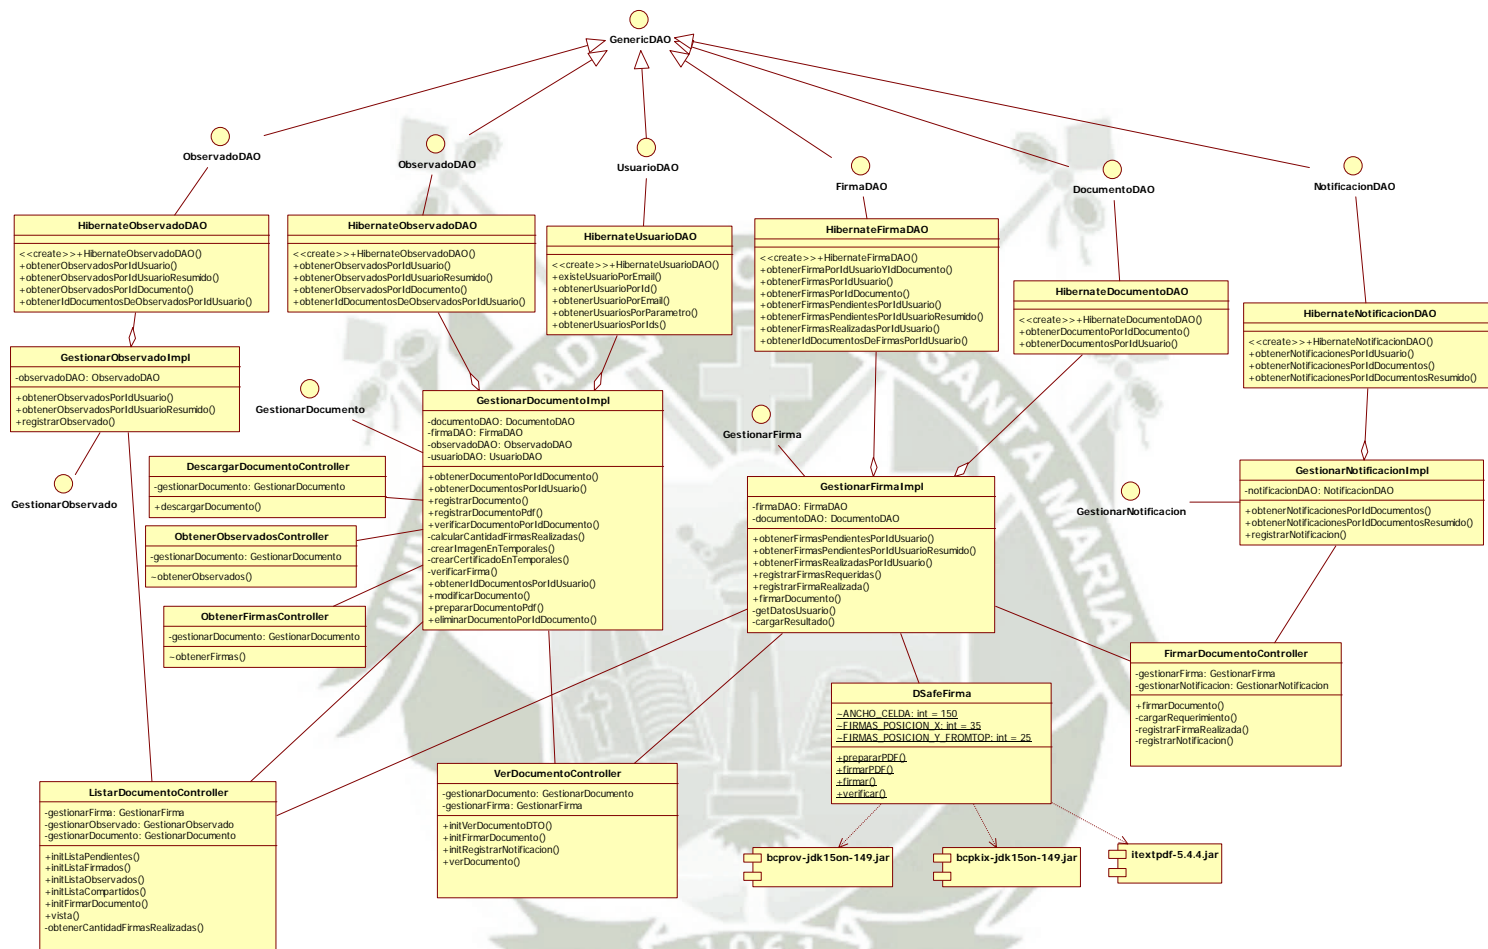 GenericDAO
ObservadoDAO
ObservadoDAO
UsuarioDAO
FirmaDAO
DocumentoDAO
NotificacionDAO
HibernateObservadoDAO
<<create>>+HibernateObservadoDAO()
+obtenerObservadosPorIdUsuario()
+obtenerObservadosPorIdUsuarioResumido()
+obtenerObservadosPorIdDocumento()
+obtenerIdDocumentosDeObservadosPorIdUsuario()
HibernateObservadoDAO
<<create>>+HibernateObservadoDAO()
+obtenerObservadosPorIdUsuario()
+obtenerObservadosPorIdUsuarioResumido()
+obtenerObservadosPorIdDocumento()
+obtenerIdDocumentosDeObservadosPorIdUsuario()
HibernateUsuarioDAO
<<create>>+HibernateUsuarioDAO()
+existeUsuarioPorEmail()
+obtenerUsuarioPorId()
+obtenerUsuarioPorEmail()
+obtenerUsuariosPorParametro()
+obtenerUsuariosPorIds()
HibernateFirmaDAO
<<create>>+HibernateFirmaDAO()
+obtenerFirmaPorIdUsuarioYIdDocumento()
+obtenerFirmasPorIdUsuario()
+obtenerFirmasPorIdDocumento()
+obtenerFirmasPendientesPorIdUsuario()
+obtenerFirmasPendientesPorIdUsuarioResumido()
+obtenerFirmasRealizadasPorIdUsuario()
+obtenerIdDocumentosDeFirmasPorIdUsuario()
HibernateDocumentoDAO
<<create>>+HibernateDocumentoDAO()
+obtenerDocumentoPorIdDocumento()
+obtenerDocumentosPorIdUsuario()
HibernateNotificacionDAO
<<create>>+HibernateNotificacionDAO()
+obtenerNotificacionesPorIdUsuario()
+obtenerNotificacionesPorIdDocumentos()
+obtenerNotificacionesPorIdDocumentosResumido()
GestionarObservadoImpl
-observadoDAO: ObservadoDAO
+obtenerObservadosPorIdUsuario()
+obtenerObservadosPorIdUsuarioResumido()
+registrarObservado()
GestionarObservado
GestionarDocumento
GestionarDocumentoImpl
-documentoDAO: DocumentoDAO
-firmaDAO: FirmaDAO
-observadoDAO: ObservadoDAO
-usuarioDAO: UsuarioDAO
+obtenerDocumentoPorIdDocumento()
+obtenerDocumentosPorIdUsuario()
+registrarDocumento()
+registrarDocumentoPdf()
+verificarDocumentoPorIdDocumento()
-calcularCantidadFirmasRealizadas()
-crearImagenEnTemporales()
-crearCertificadoEnTemporales()
-verificarFirma()
+obtenerIdDocumentosPorIdUsuario()
+modificarDocumento()
+prepararDocumentoPdf()
+eliminarDocumentoPorIdDocumento()
DescargarDocumentoController
-gestionarDocumento: GestionarDocumento
+descargarDocumento()
ObtenerObservadosController
-gestionarDocumento: GestionarDocumento
~obtenerObservados()
ObtenerFirmasController
-gestionarDocumento: GestionarDocumento
~obtenerFirmas()
GestionarFirma
GestionarFirmaImpl
-firmaDAO: FirmaDAO
-documentoDAO: DocumentoDAO
+obtenerFirmasPendientesPorIdUsuario()
+obtenerFirmasPendientesPorIdUsuarioResumido()
+obtenerFirmasRealizadasPorIdUsuario()
+registrarFirmasRequeridas()
+registrarFirmaRealizada()
+firmarDocumento()
-getDatosUsuario()
-cargarResultado()
GestionarNotificacion
GestionarNotificacionImpl
-notificacionDAO: NotificacionDAO
+obtenerNotificacionesPorIdDocumentos()
+obtenerNotificacionesPorIdDocumentosResumido()
+registrarNotificacion()
FirmarDocumentoController
-gestionarFirma: GestionarFirma
-gestionarNotificacion: GestionarNotificacion
+firmarDocumento()
-cargarRequerimiento()
-registrarFirmaRealizada()
-registrarNotificacion()
DSafeFirma
~ANCHO_CELDA: int = 150
~FIRMAS_POSICION_X: int = 35
~FIRMAS_POSICION_Y_FROMTOP: int = 25
+prepararPDF()
+firmarPDF()
+firmar()
+verificar()
ListarDocumentoController
-gestionarFirma: GestionarFirma
-gestionarObservado: GestionarObservado
-gestionarDocumento: GestionarDocumento
+initListaPendientes()
+initListaFirmados()
+initListaObservados()
+initListaCompartidos()
+initFirmarDocumento()
+vista()
-obtenerCantidadFirmasRealizadas()
VerDocumentoController
-gestionarDocumento: GestionarDocumento
-gestionarFirma: GestionarFirma
+initVerDocumentoDTO()
+initFirmarDocumento()
+initRegistrarNotificacion()
+verDocumento()
bcprov-jdk15on-149.jar
bcpkix-jdk15on-149.jar
itextpdf-5.4.4.jar
SANTA MARIA
1961